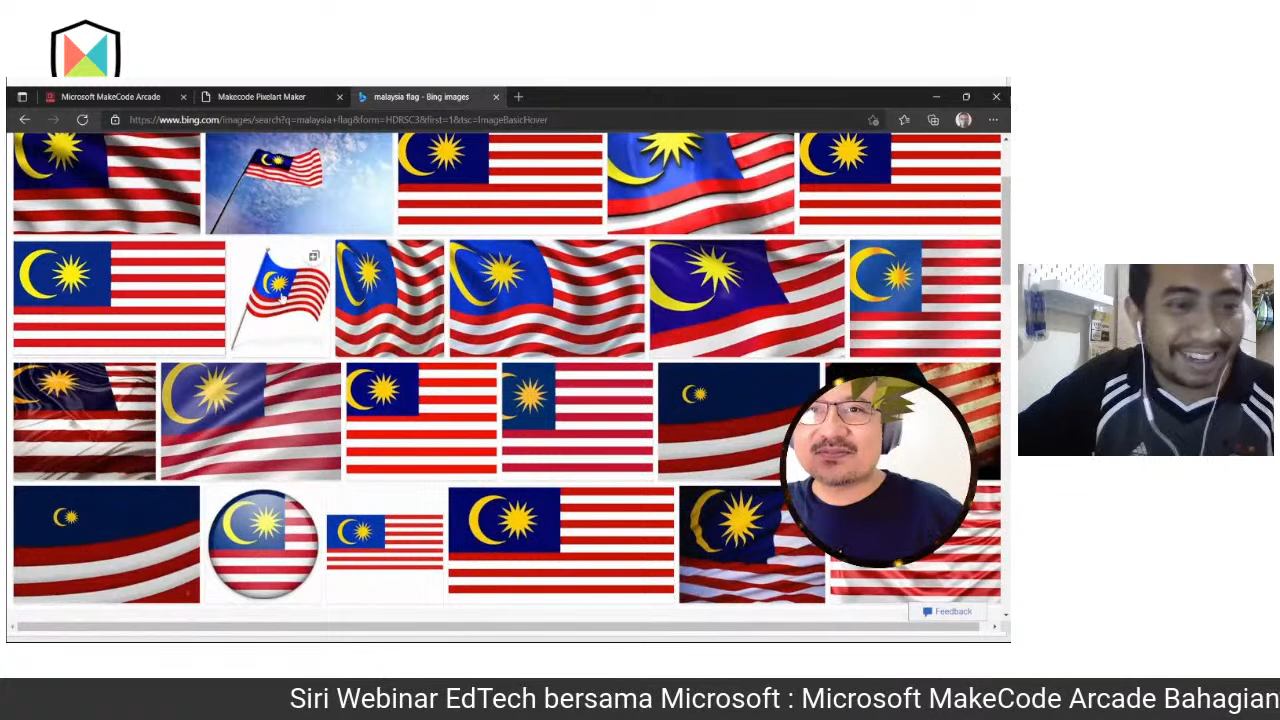 Microsoft MakeCode Arcade
Makecode Pixelart Maker
malaysia flag - Bing images
https://www.bing.com/images/search?q=malaysia+flag&form=HDRSC3&first=1&tsc=ImageBasicHover
Feedback
Siri Webinar EdTech bersama Microsoft : Microsoft MakeCode Arcade Bahagian